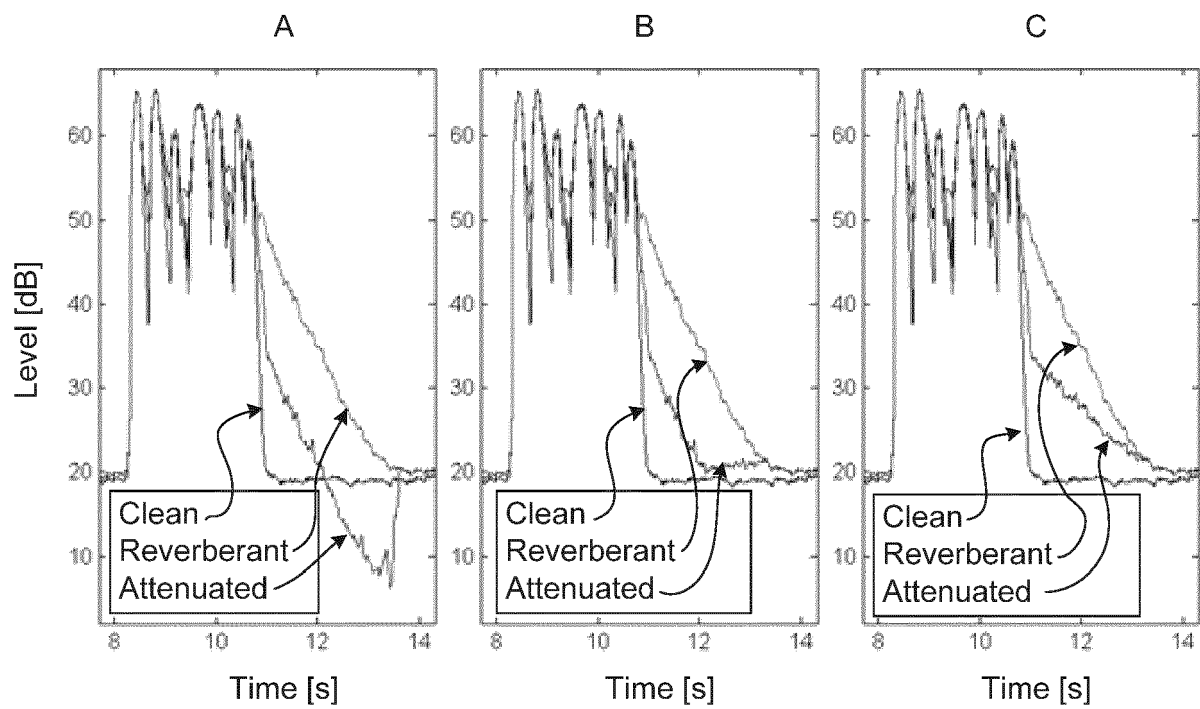 A B C
Level [dB]
60 60 60
50 50 50
40 40 40
30 30 30
20 20 20
10 10 10
Clean Clean Clean
Reverberant Reverberant Reverberant
Attenuated Attenuated Attenuated
8 10 12 14 8 10 12 14 8 10 12 14
Time [s] Time [s] Time [s]